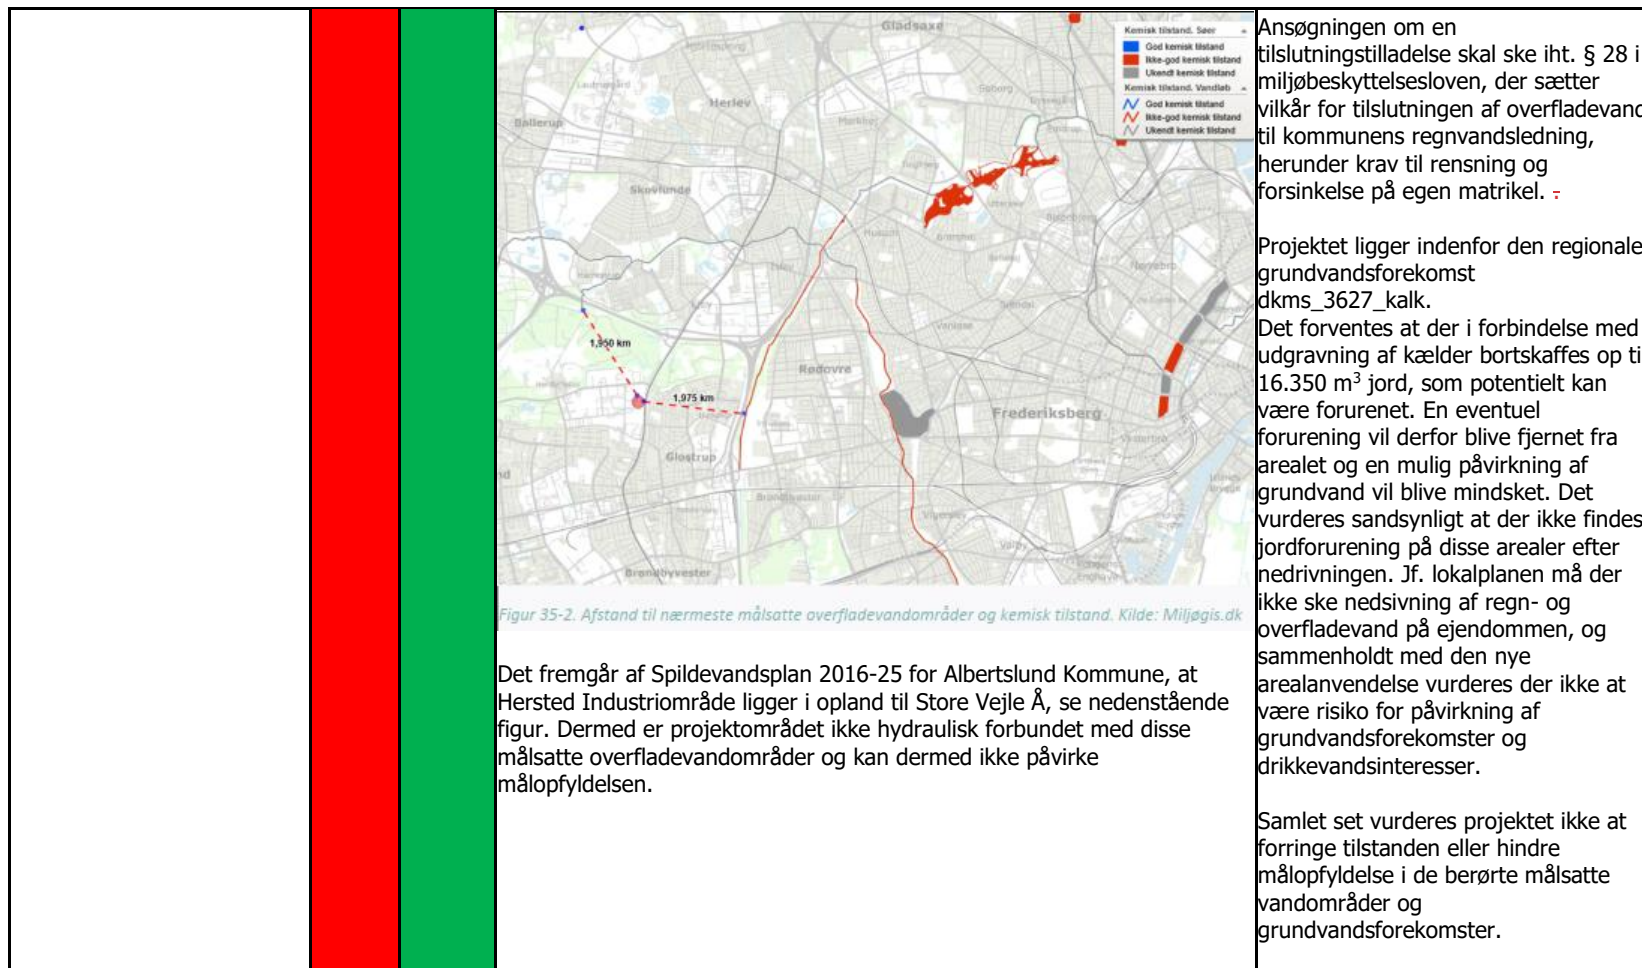 Gladsaxe
Kemisk tilstand. Søer
God kemisk tilstand
Ikke-god kemisk tilstand
Ukendt kemisk tilstand
Kemisk tilstand. Vandløb
God kemisk tilstand
Ikke-god kemisk tilstand
Ukendt kemisk tilstand
Herlev
Ballerup
Skovlunde
Husum
1,950 km
Rødovre
1,975 km
Frederiksberg
Glostrup
Brøndbyvester
Valby
Brøndbyvester
Figur 35-2. Afstand til nærmeste målsatte overfladevandområder og kemisk tilstand. Kilde: Miljøgis.dk
Det fremgår af Spildevandsplan 2016-25 for Albertslund Kommune, at
Hersted Industriområde ligger i opland til Store Vejle Å, se nedenstående
figur. Dermed er projektområdet ikke hydraulisk forbundet med disse
målsatte overfladevandområder og kan dermed ikke påvirke
målopfyldelsen.
Ansøgningen om en
tilslutningstilladelse skal ske iht. § 28 i
miljøbeskyttelsesloven, der sætter
vilkår for tilslutningen af overfladevand
til kommunens regnvandsledning,
herunder krav til rensning og
forsinkelse på egen matrikel. .
Projektet ligger indenfor den regionale
grundvandsforekomst
dkms_3627_kalk.
Det forventes at der i forbindelse med
udgravning af kælder bortskaffes op ti
16.350 m³ jord, som potentielt kan
være forurenet. En eventuel
forurening vil derfor blive fjernet fra
arealet og en mulig påvirkning af
grundvand vil blive mindsket. Det
vurderes sandsynligt at der ikke findes
jordforurening på disse arealer efter
nedrivningen. Jf. lokalplanen må der
ikke ske nedsivning af regn- og
overfladevand på ejendommen, og
sammenholdt med den nye
arealanvendelse vurderes der ikke at
være risiko for påvirkning af
grundvandsforekomster og
drikkevandsinteresser.
Samlet set vurderes projektet ikke at
forringe tilstanden eller hindre
målopfyldelse i de berørte målsatte
vandområder og
grundvandsforekomster.